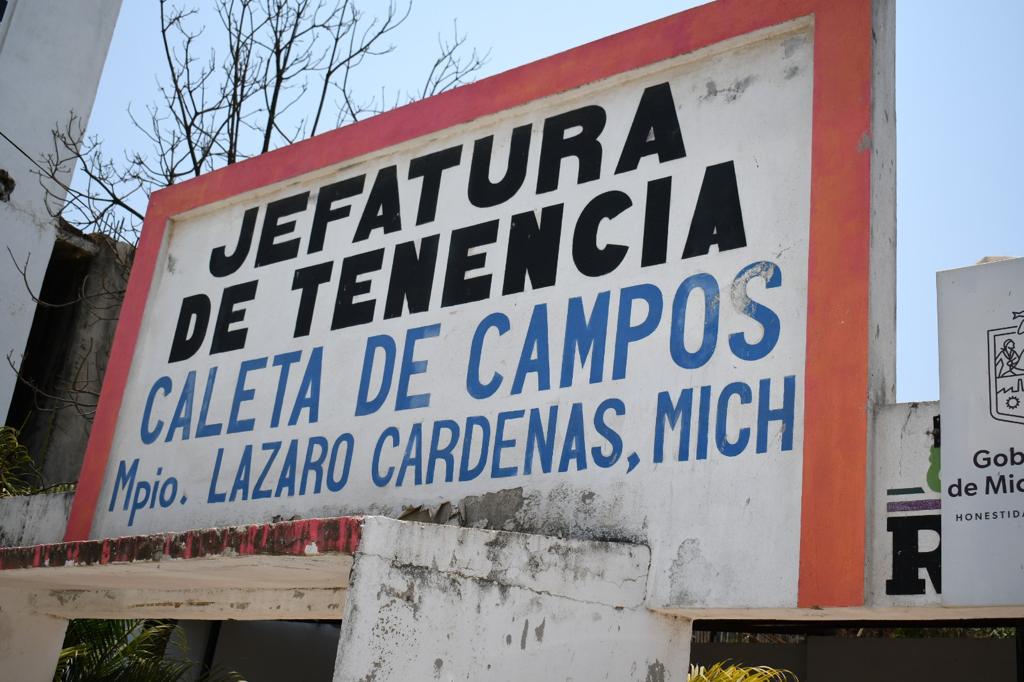 JEFATURA
DE TENENCIA
CALETA DE CAMPOS
Mpio. LAZARO CARDENAS, MICH
Gob
de Mic
HONESTIDA
R